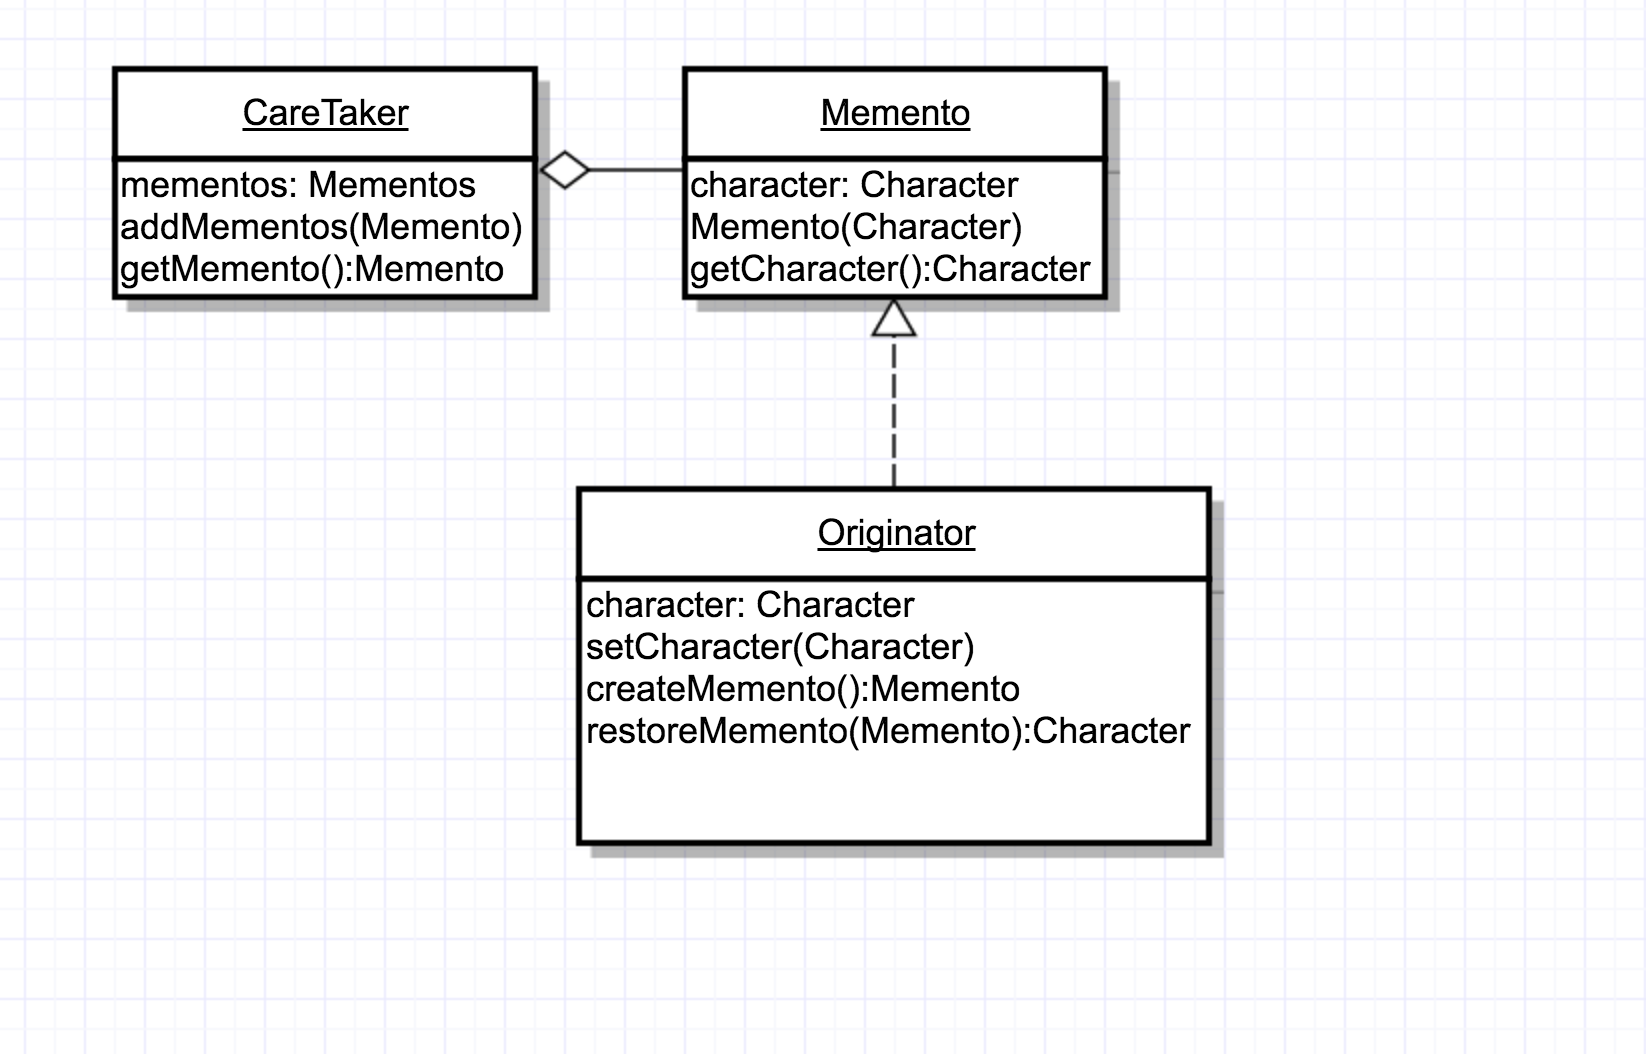 CareTaker
mementos: Mementos
addMementos(Memento)
getMemento():Memento
Memento
character: Character
Memento(Character)
getCharacter():Character
Originator
character: Character
setCharacter(Character)
createMemento():Memento
restoreMemento(Memento):Character